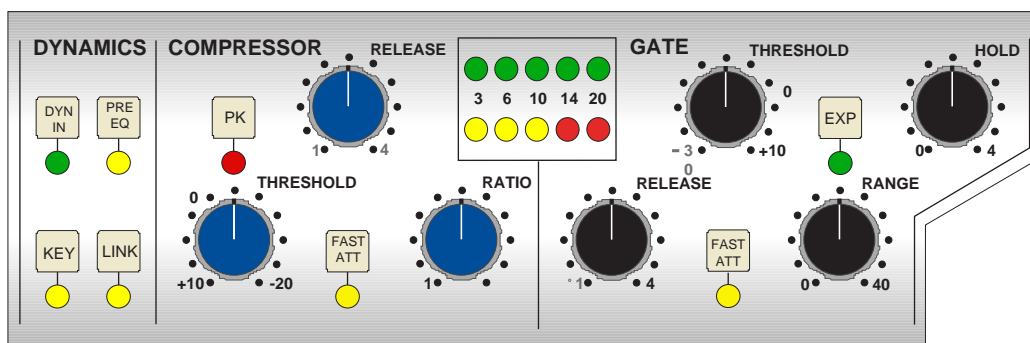 DYNAMICS
DYN
IN
PRE
EQ
KEY
LINK
COMPRESSOR
RELEASE
PK
1 4
THRESHOLD
0
+10 -20
FAST
ATT
RATIO
1
3 6 10 14 20
GATE
THRESHOLD
0
-3
0
+10
EXP
HOLD
0 4
RELEASE
1 4
FAST
ATT
RANGE
0 40